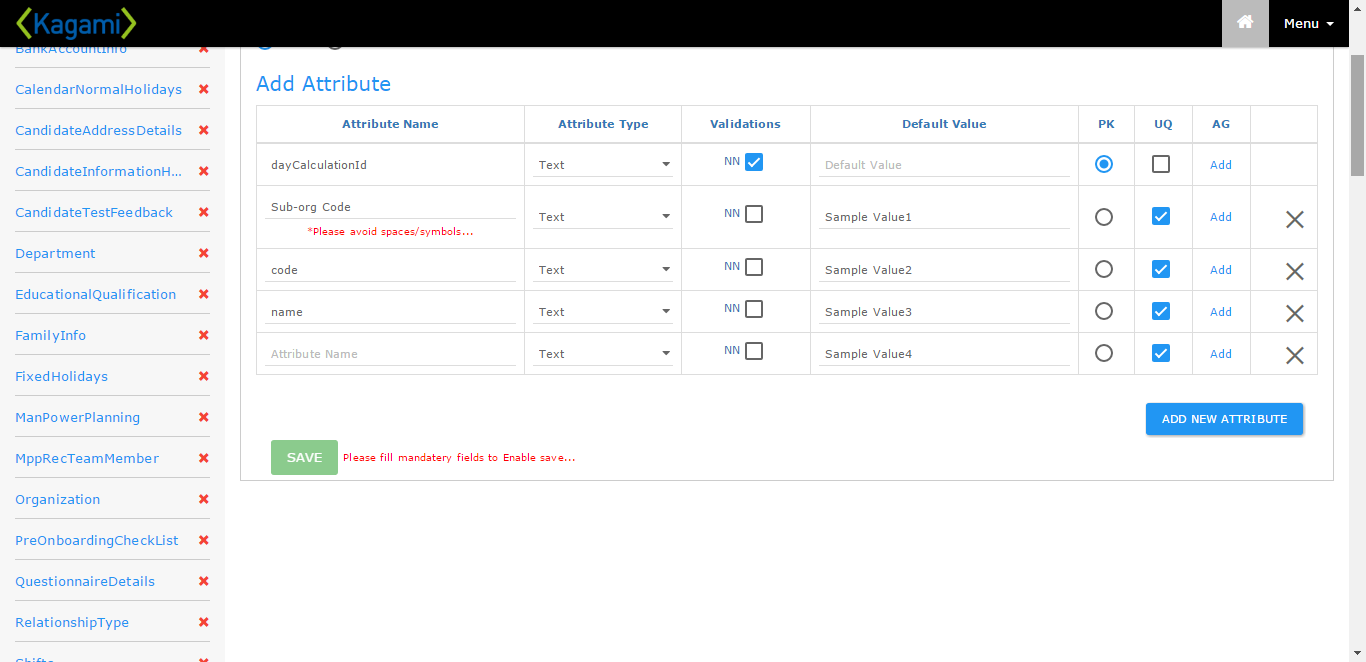 Kagami
Menu
BankAccountInfo
CalendarNormalHolidays
CandidateAddressDetails
CandidateInformationH...
CandidateTestFeedback
Department
EducationalQualification
FamilyInfo
FixedHolidays
ManPowerPlanning
MppRecTeamMember
Organization
PreOnboardingCheckList
QuestionnaireDetails
RelationshipType
Shifts
Add Attribute
Attribute Name Attribute Type Validations Default Value PK UQ AG
dayCalculationId Text NN Default Value Add
Sub-org Code Text NN Sample Value1 Add
*Please avoid spaces/symbols...
code Text NN Sample Value2 Add
name Text NN Sample Value3 Add
Attribute Name Text NN Sample Value4 Add
ADD NEW ATTRIBUTE
SAVE Please fill mandatery fields to Enable save...